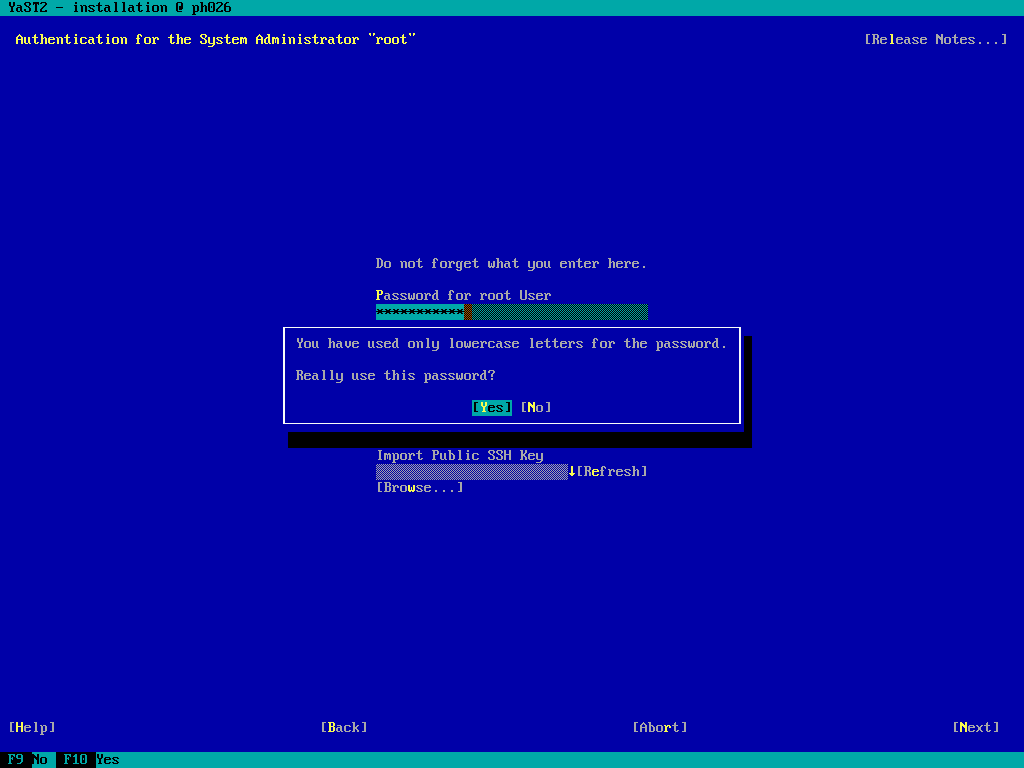 YaST2 - installation @ ph026
Authentication for the System Administrator "root" [Release Notes...]
Do not forget what you enter here.
Password for root User
***********
You have used only lowercase letters for the password.
Really use this password?
[Yes] [No]
Import Public SSH Key
↓[Refresh]
[Browse...]
[Help] [Back] [Abort] [Next]
F9 No F10 Yes